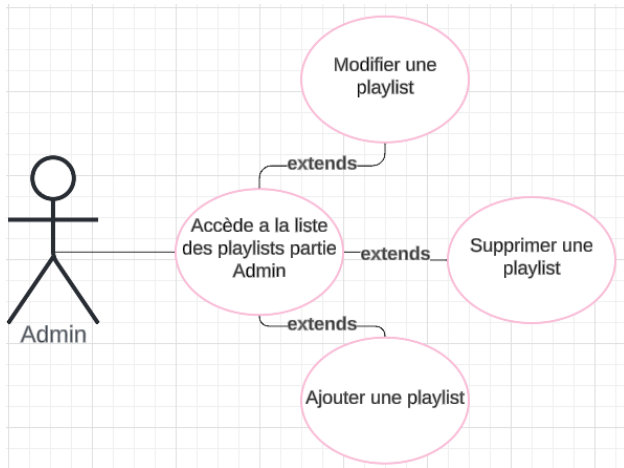 Modifier une
playlist
extends
Accède a la liste
des playlists partie
Admin
extends
Supprimer une
playlist
extends
Admin
Ajouter une playlist